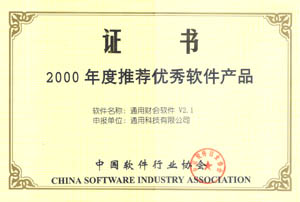 证书
2000 年度推荐优秀软件产品
软件名称：通用财会软件 V2.1
申报单位：通用科技有限公司
中国软件行业协会
CHINA SOFTWARE INDUSTRY ASSOCIATION